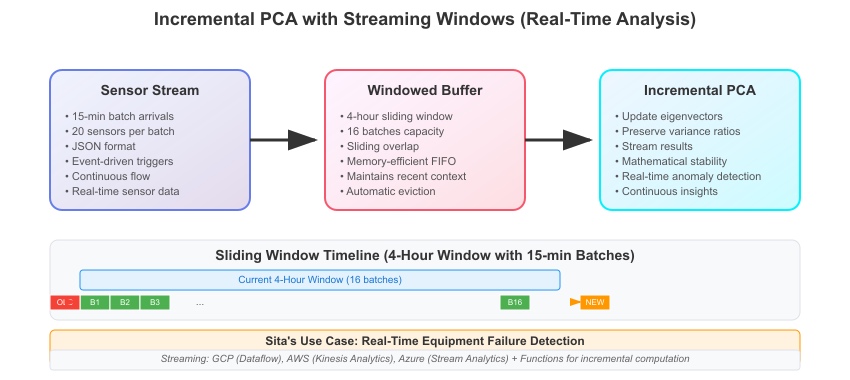 Incremental PCA with Streaming Windows (Real-Time Analysis)
Sensor Stream
• 15-min batch arrivals
• 20 sensors per batch
• JSON format
• Event-driven triggers
• Continuous flow
• Real-time sensor data
Windowed Buffer
• 4-hour sliding window
• 16 batches capacity
• Sliding overlap
• Memory-efficient FIFO
• Maintains recent context
• Automatic eviction
Incremental PCA
• Update eigenvectors
• Preserve variance ratios
• Stream results
• Mathematical stability
• Real-time anomaly detection
• Continuous insights
Sliding Window Timeline (4-Hour Window with 15-min Batches)
Current 4-Hour Window (16 batches)
B1 B2 B3 ... B16 NEW
Sita's Use Case: Real-Time Equipment Failure Detection
Streaming: GCP (Dataflow), AWS (Kinesis Analytics), Azure (Stream Analytics) + Functions for incremental computation